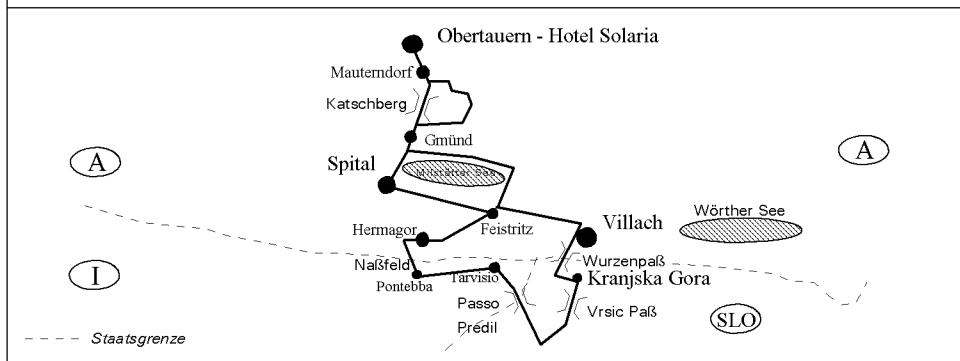 Obertauern - Hotel Solaria
Mauterndorf
Katschberg
Gmünd
A
A
Spital
Millstätter See
Wörther See
Villach
Hermagor
Feistritz
Naßfeld
Wurzenpaß
I
Pontebba
Tarvisio
Kranjska Gora
Passo
Predil
Vrsic Paß
SLO
Staatsgrenze